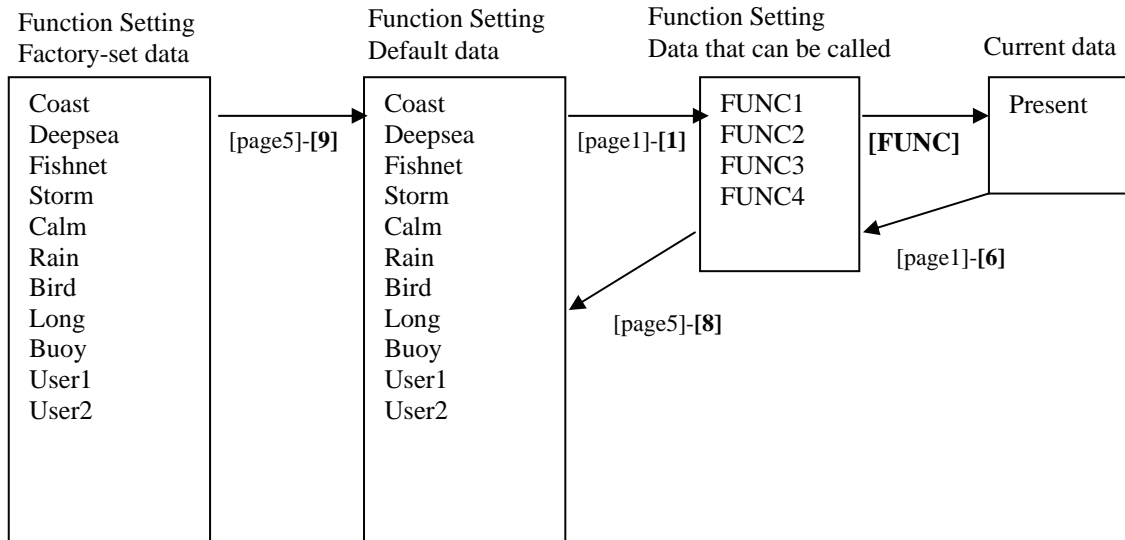 Function Setting
Factory-set data
Coast
Deepsea
Fishnet
Storm
Calm
Rain
Bird
Long
Buoy
User1
User2
[page5]-[9]
Function Setting
Default data
Coast
Deepsea
Fishnet
Storm
Calm
Rain
Bird
Long
Buoy
User1
User2
[page1]-[1]
[page5]-[8]
Function Setting
Data that can be called
FUNC1
FUNC2
FUNC3
FUNC4
[FUNC]
[page1]-[6]
Current data
Present